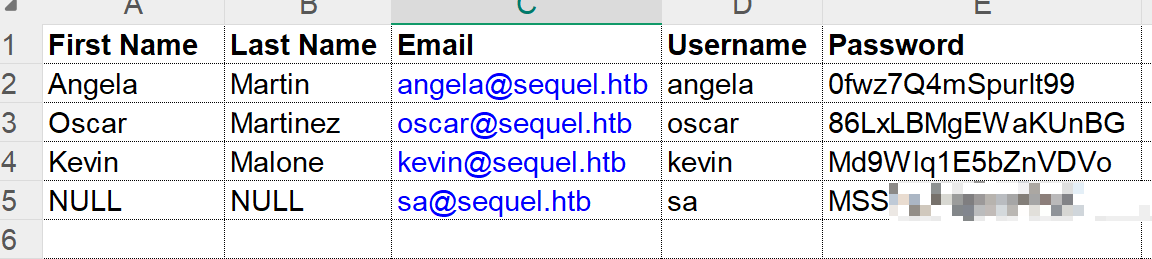 A B C D E
1 First Name Last Name Email Username Password
2 Angela Martin angela@sequel.htb angela 0fwz7Q4mSpurIt99
3 Oscar Martinez oscar@sequel.htb oscar 86LxLBMgEWaKUnBG
4 Kevin Malone kevin@sequel.htb kevin Md9Wlq1E5bZnVDVo
5 NULL NULL sa@sequel.htb sa MSS
6